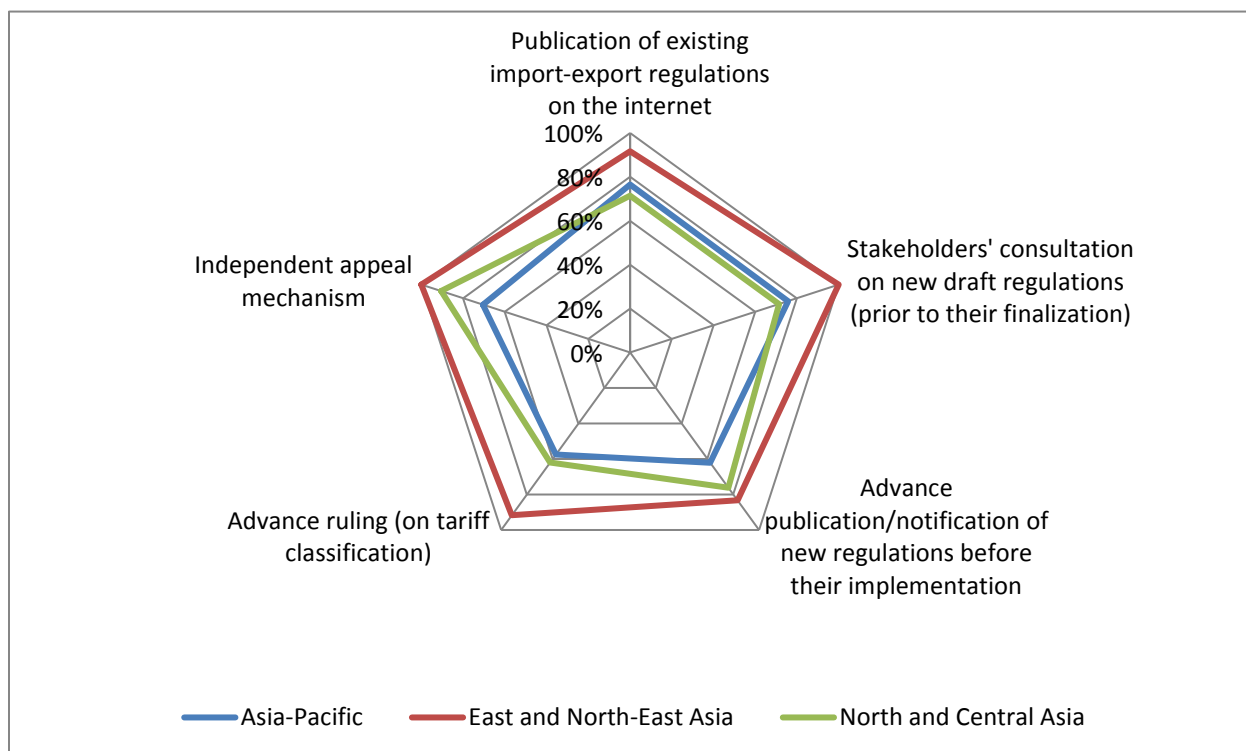 Publication of existing
import-export regulations
on the internet
100%
80%
60%
40%
20%
0%
Stakeholders' consultation
on new draft regulations
(prior to their finalization)
Independent appeal
mechanism
Advance
publication/notification of
new regulations before
their implementation
Advance ruling (on tariff
classification)
Asia-Pacific
East and North-East Asia
North and Central Asia